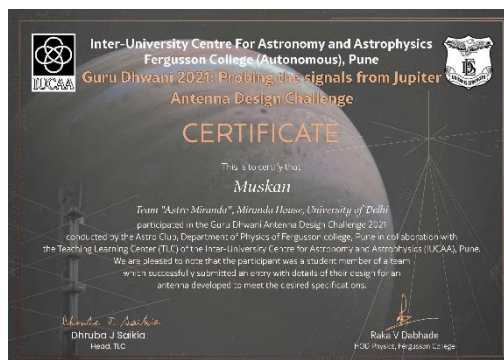 IUCAA
Inter-University Centre For Astronomy and Astrophysics
Fergusson College (Autonomous), Pune
Guru Dhwani 2021: Probing the signals from Jupiter
Antenna Design Challenge
CERTIFICATE
This is to certify that
Muskan
Team "Astro Miranda", Miranda House, University of Delhi
participated in the Guru Dhwani Antenna Design Challenge 2021
conducted by the Astro Club, Department of Physics of Fergusson college, Pune in collaboration with
the Teaching Learning Center (TLC) of the Inter-University Centre for Astronomy and Astrophysics (IUCAA), Pune.
We are pleased to note that the participant was a student member of a team
which successfully submitted an entry with details of their design for an
antenna developed to meet the desired specifications.
Dhruba J. Saikia
Dhruba J Saikia
Head, TLC
Raka V Dabhade
HOD Physics, Fergusson College